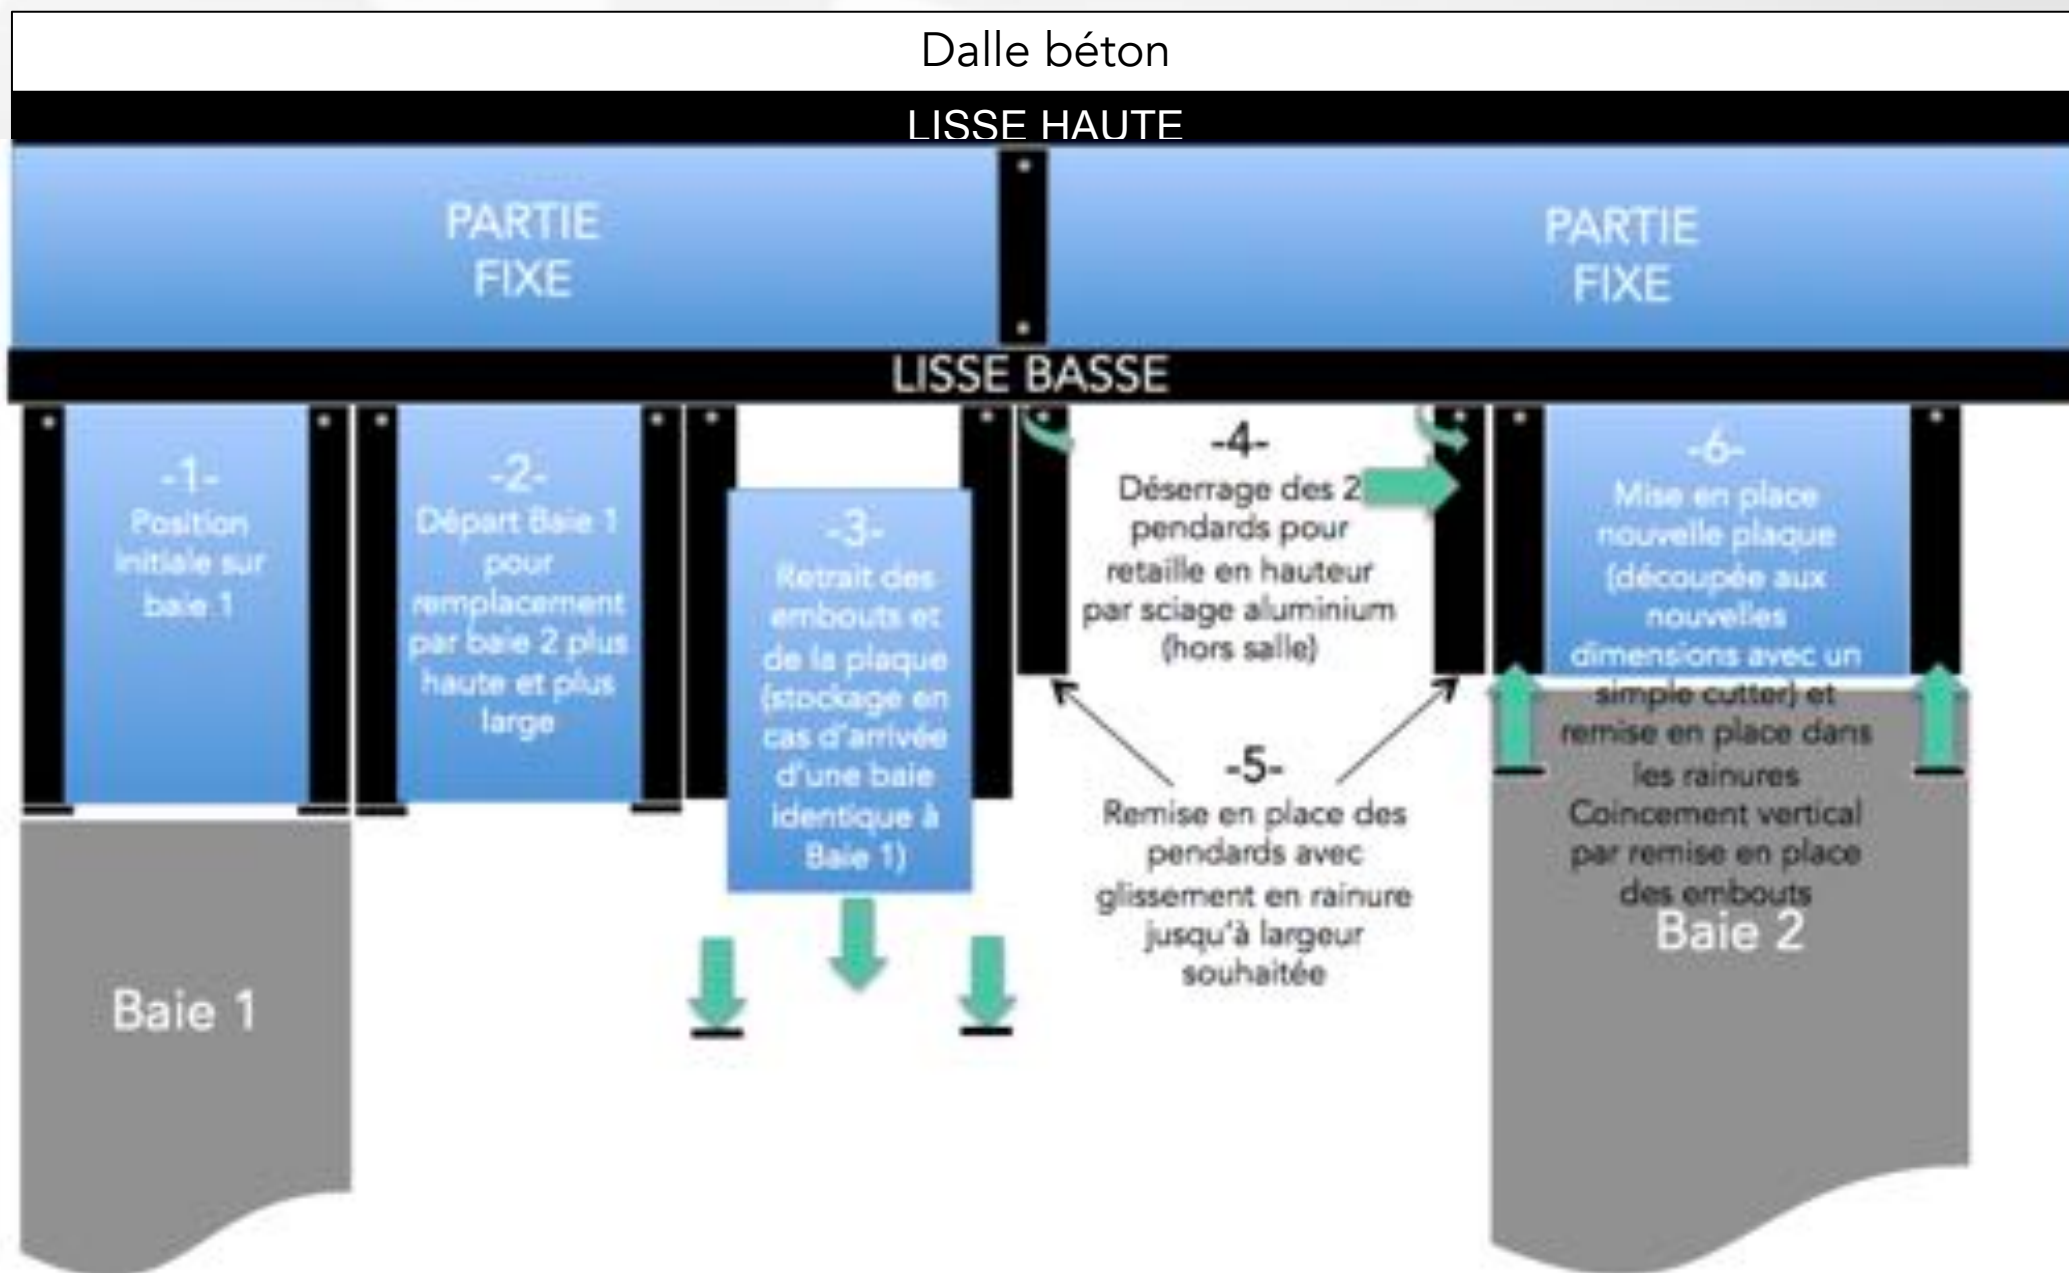 Dalle béton
LISSE HAUTE
PARTIE
FIXE
PARTIE
FIXE
LISSE BASSE
-1-
Position
initiale sur
baie 1
-2-
Départ Baie 1
pour
remplacement
par baie 2 plus
haute et plus
large
-3-
Retrait des
embouts et
de la plaque
(stockage en
cas d'arrivée
d'une baie
identique à
Baie 1)
-4-
Déserrage des 2
pendards pour
retaille en hauteur
par sciage aluminium
(hors salle)
-5-
Remise en place des
pendards avec
glissement en rainure
jusqu'à largeur
souhaitée
-6-
Mise en place
nouvelle plaque
(découpée aux
nouvelles
dimensions avec un
simple cutter) et
remise en place dans
les rainures
Coincement vertical
par remise en place
des embouts
Baie 2
Baie 1